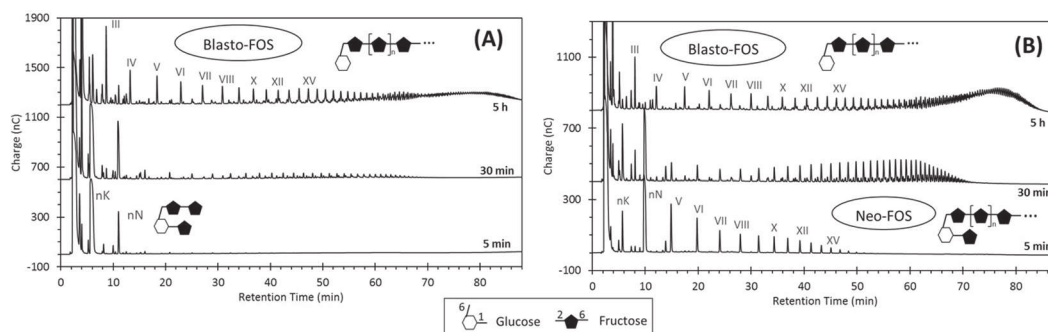 (A)
Charge (nC)
1900
1500
1100
700
300
-100
Blasto-FOS
n
III
IV
V
VI
VII
VIII
X
XII
XV
5 h
30 min
nK
nN
5 min
0
10
20
30
40
50
60
70
80
Retention Time (min)
(B)
Charge (nC)
1100
700
300
-100
Blasto-FOS
n
III
IV
V
VI
VII
VIII
X
XII
XV
5 h
30 min
nK
nN
V
VI
VII
VIII
X
XII
XV
Neo-FOS
n
5 min
0
10
20
30
40
50
60
70
80
Retention Time (min)
6
1
Glucose
2
6
Fructose